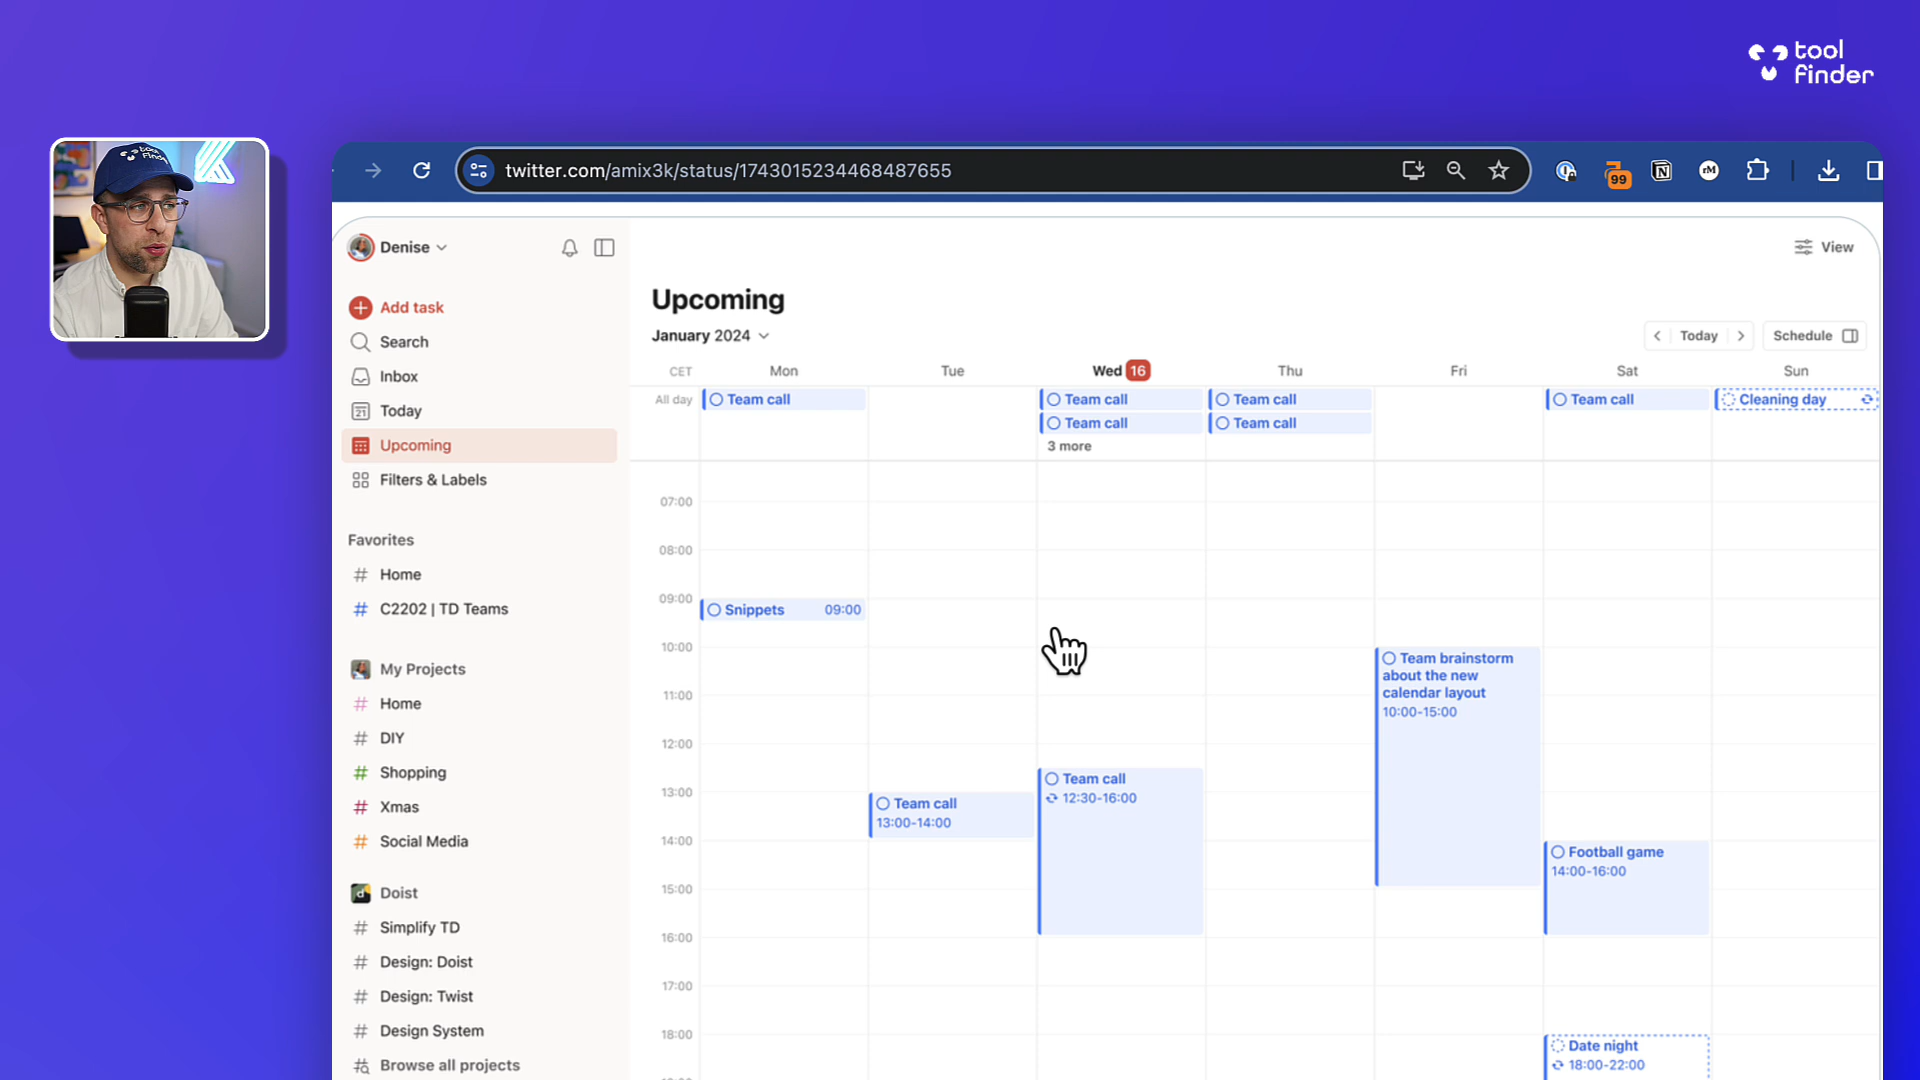 tool
finder
tool
finder
twitter.com/amix3k/status/1743015234468487655
99
rM
Denise
View
Add task
Search
Inbox
21
Today
Upcoming
Filters & Labels
Favorites
Home
C2202 | TD Teams
My Projects
Home
DIY
Shopping
Xmas
Social Media
Doist
Simplify TD
Design: Doist
Design: Twist
Design System
Browse all projects
Upcoming
January 2024
Today
Schedule
CET
Mon
Tue
Wed 16
Thu
Fri
Sat
Sun
All day
Team call
Team call
Team call
Team call
Cleaning day
Team call
Team call
3 more
07:00
08:00
09:00
Snippets 09:00
10:00
Team brainstorm
about the new
calendar layout
10:00-15:00
11:00
12:00
Team call
12:30-16:00
13:00
Team call
13:00-14:00
14:00
Football game
14:00-16:00
15:00
16:00
17:00
18:00
Date night
18:00-22:00